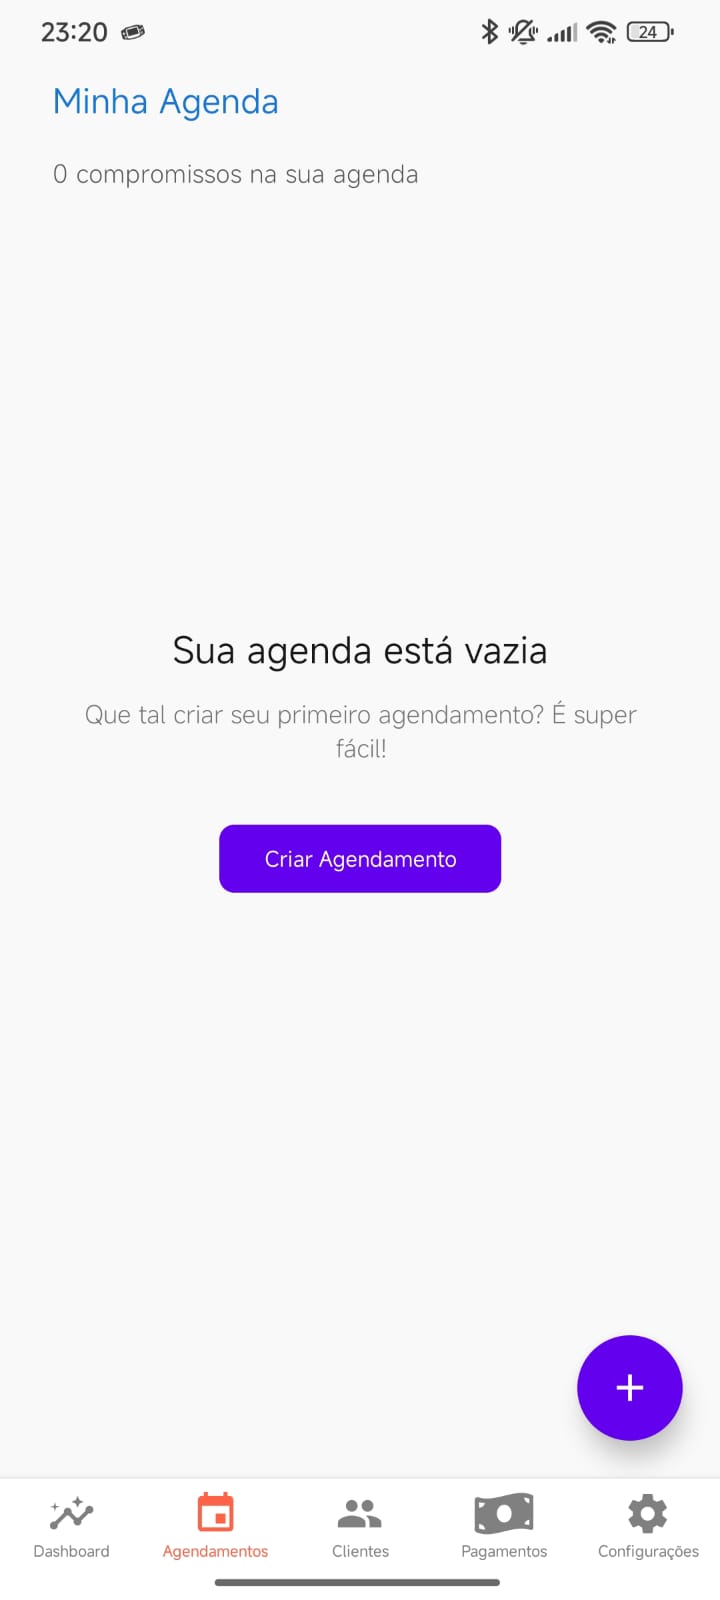 23:20
24
Minha Agenda
0 compromissos na sua agenda
Sua agenda está vazia
Que tal criar seu primeiro agendamento? É super
fácil!
Criar Agendamento
+
Dashboard
Agendamentos
Clientes
Pagamentos
Configurações